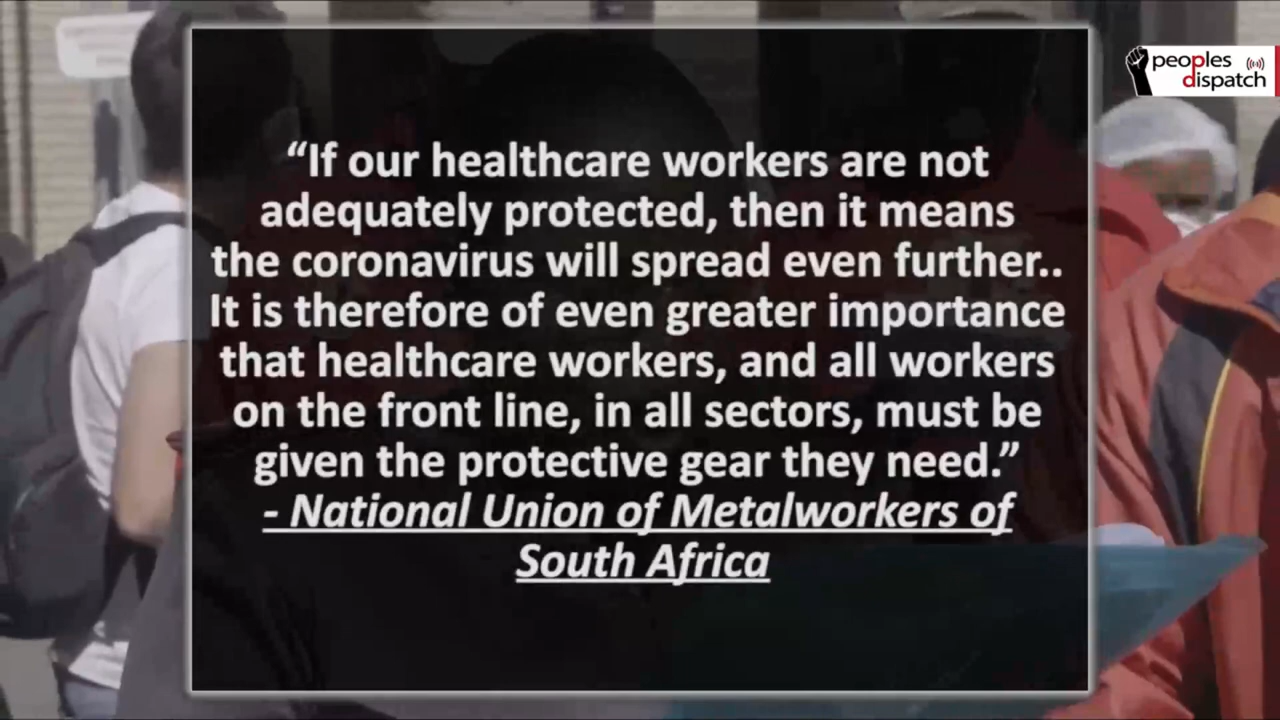 peoples
dispatch
“If our healthcare workers are not
adequately protected, then it means
the coronavirus will spread even further..
It is therefore of even greater importance
that healthcare workers, and all workers
on the front line, in all sectors, must be
given the protective gear they need.”
- National Union of Metalworkers of
South Africa